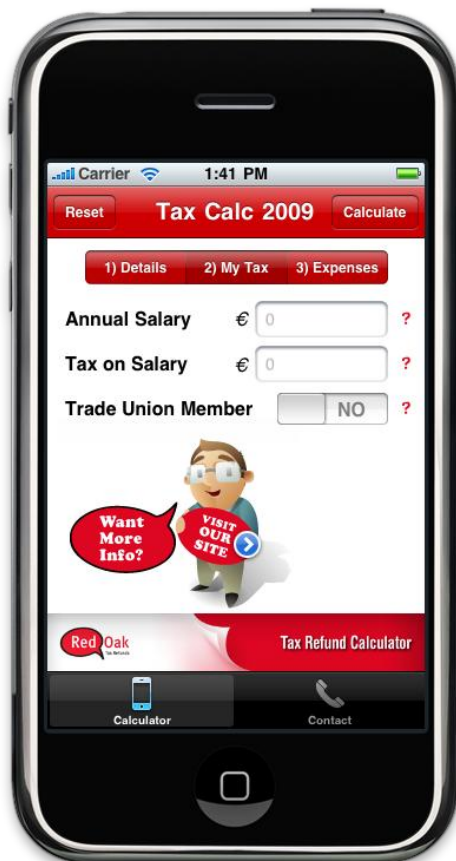 Carrier 1:41 PM
Reset Tax Calc 2009 Calculate
1) Details 2) My Tax 3) Expenses
Annual Salary € 0 ?
Tax on Salary € 0 ?
Trade Union Member NO ?
Want
More
Info?
VISIT
OUR
SITE
Red Oak
Tax Refunds
Tax Refund Calculator
Calculator Contact